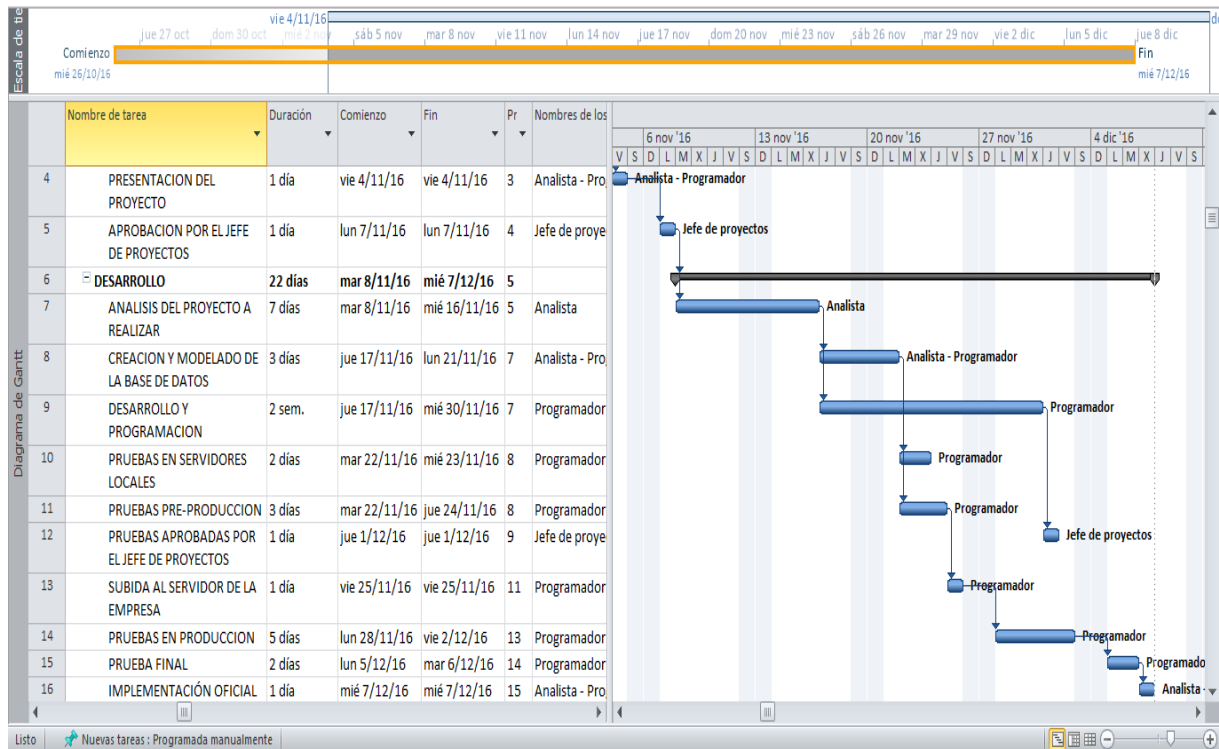 vie 4/11/16
jue 27 oct dom 30 oct mié 2 nov sáb 5 nov mar 8 nov vie 11 nov lun 14 nov jue 17 nov dom 20 nov mié 23 nov sáb 26 nov mar 29 nov vie 2 dic lun 5 dic jue 8 dic
Comienzo
mié 26/10/16
Fin
mié 7/12/16
Escala de tie
Diagrama de Gantt
Nombre de tarea Duración Comienzo Fin Pr Nombres de los
6 nov '16 13 nov '16 20 nov '16 27 nov '16 4 dic '16
V S D L M X J V S D L M X J V S D L M X J V S D L M X J V S D L M X J V S
4 PRESENTACION DEL 1 día vie 4/11/16 vie 4/11/16 3 Analista - Pro Analista - Programador
PROYECTO
5 APROBACION POR EL JEFE 1 día lun 7/11/16 lun 7/11/16 4 Jefe de proye Jefe de proyectos
DE PROYECTOS
6 DESARROLLO 22 días mar 8/11/16 mié 7/12/16 5
7 ANALISIS DEL PROYECTO A 7 días mar 8/11/16 mié 16/11/16 5 Analista Analista
REALIZAR
8 CREACION Y MODELADO DE 3 días jue 17/11/16 lun 21/11/16 7 Analista - Pro Analista - Programador
LA BASE DE DATOS
9 DESARROLLO Y 2 sem. jue 17/11/16 mié 30/11/16 7 Programador Programador
PROGRAMACION
10 PRUEBAS EN SERVIDORES 2 días mar 22/11/16 mié 23/11/16 8 Programador Programador
LOCALES
11 PRUEBAS PRE-PRODUCCION 3 días mar 22/11/16 jue 24/11/16 8 Programador Programador
12 PRUEBAS APROBADAS POR 1 día jue 1/12/16 jue 1/12/16 9 Jefe de proye Jefe de proyectos
EL JEFE DE PROYECTOS
13 SUBIDA AL SERVIDOR DE LA 1 día vie 25/11/16 vie 25/11/16 11 Programador Programador
EMPRESA
14 PRUEBAS EN PRODUCCION 5 días lun 28/11/16 vie 2/12/16 13 Programador Programador
15 PRUEBA FINAL 2 días lun 5/12/16 mar 6/12/16 14 Programador Programado
16 IMPLEMENTACIÓN OFICIAL 1 día mié 7/12/16 mié 7/12/16 15 Analista - Pro Analista -
Listo Nuevas tareas : Programada manualmente